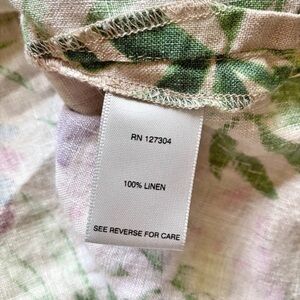 RN 127304
100% LINEN
SEE REVERSE FOR CARE